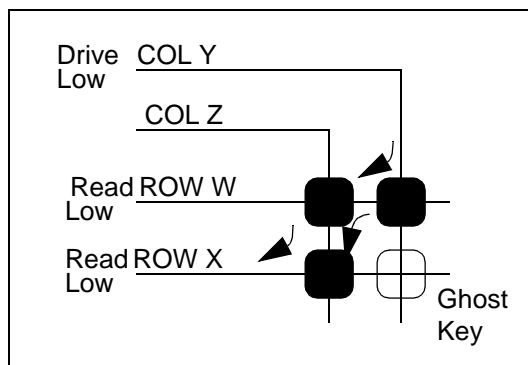 Drive COL Y
Low
COL Z
Read ROW W
Low
Read ROW X
Low
Ghost
Key